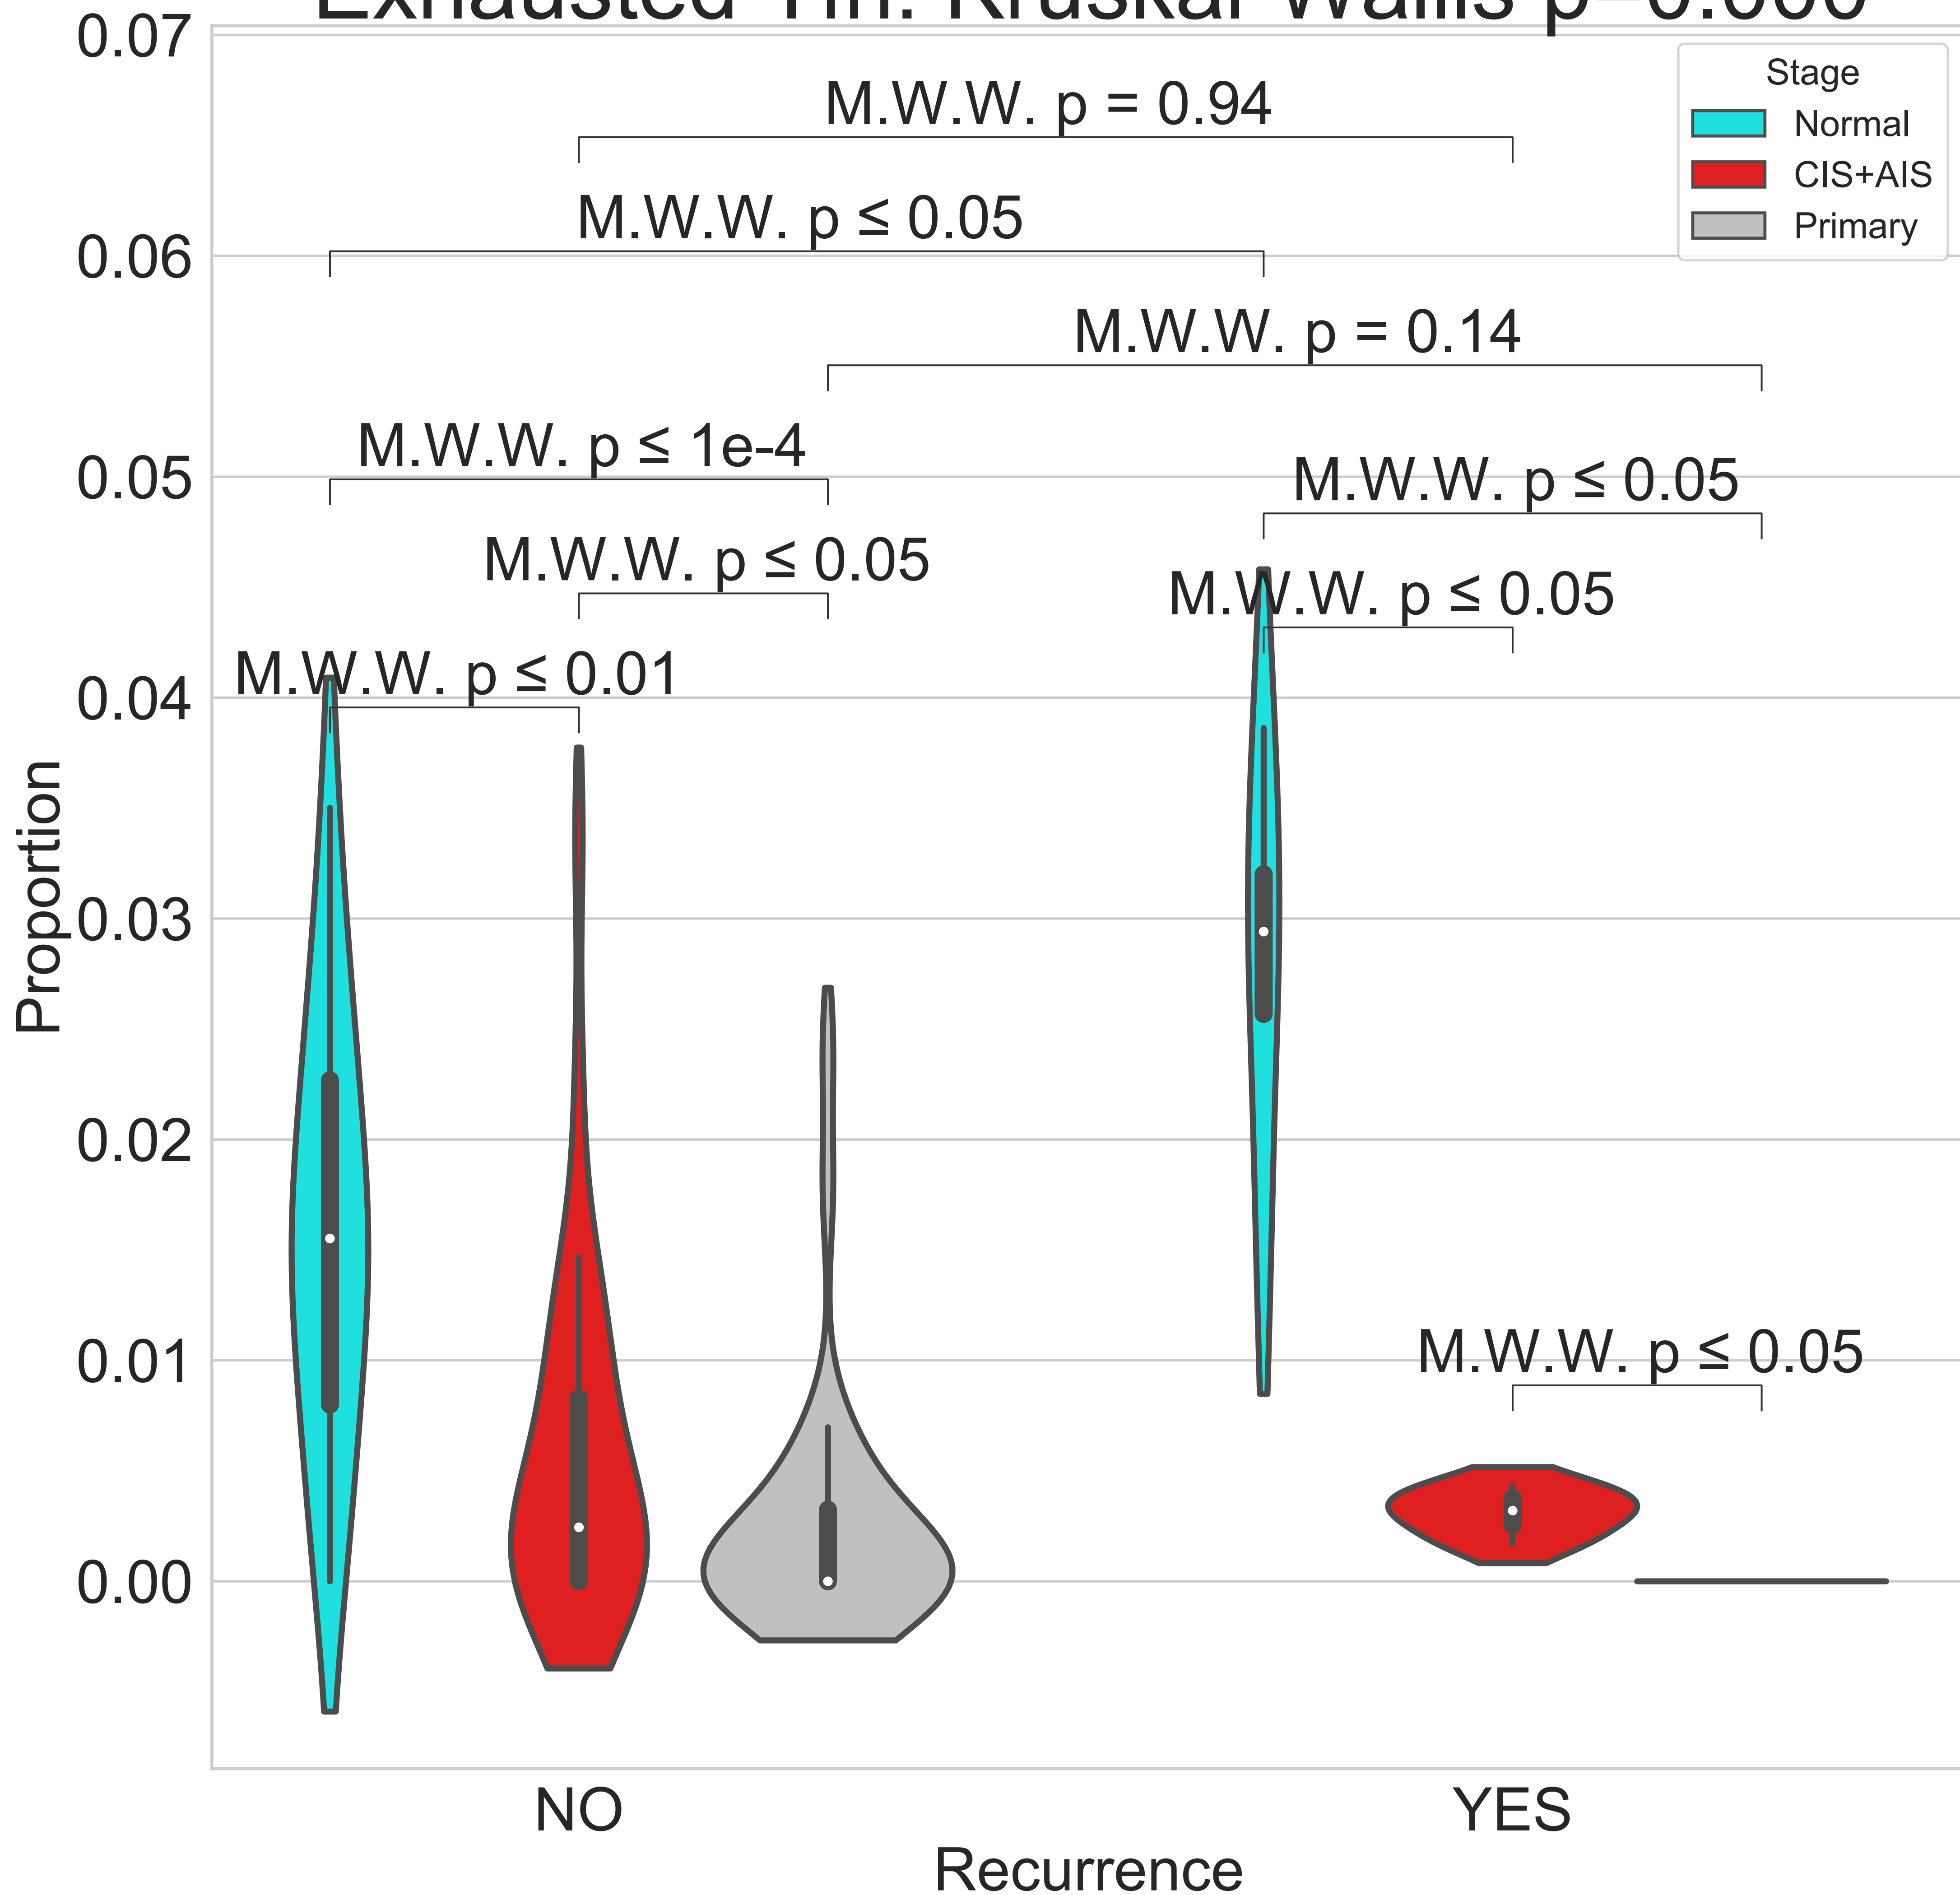 Exhausted
0.07
Stage
Normal
CIS+AIS
Primary
M.W.W. p = 0.94
M.W.W. p ≤ 0.05
0.06
M.W.W. p = 0.14
M.W.W. p ≤ 1e-4
0.05
M.W.W. p ≤ 0.05
M.W.W. p ≤ 0.05
M.W.W. p ≤ 0.05
M.W.W. p ≤ 0.01
0.04
Proportion
0.03
0.02
0.01
M.W.W. p ≤ 0.05
0.00
NO
YES
Recurrence